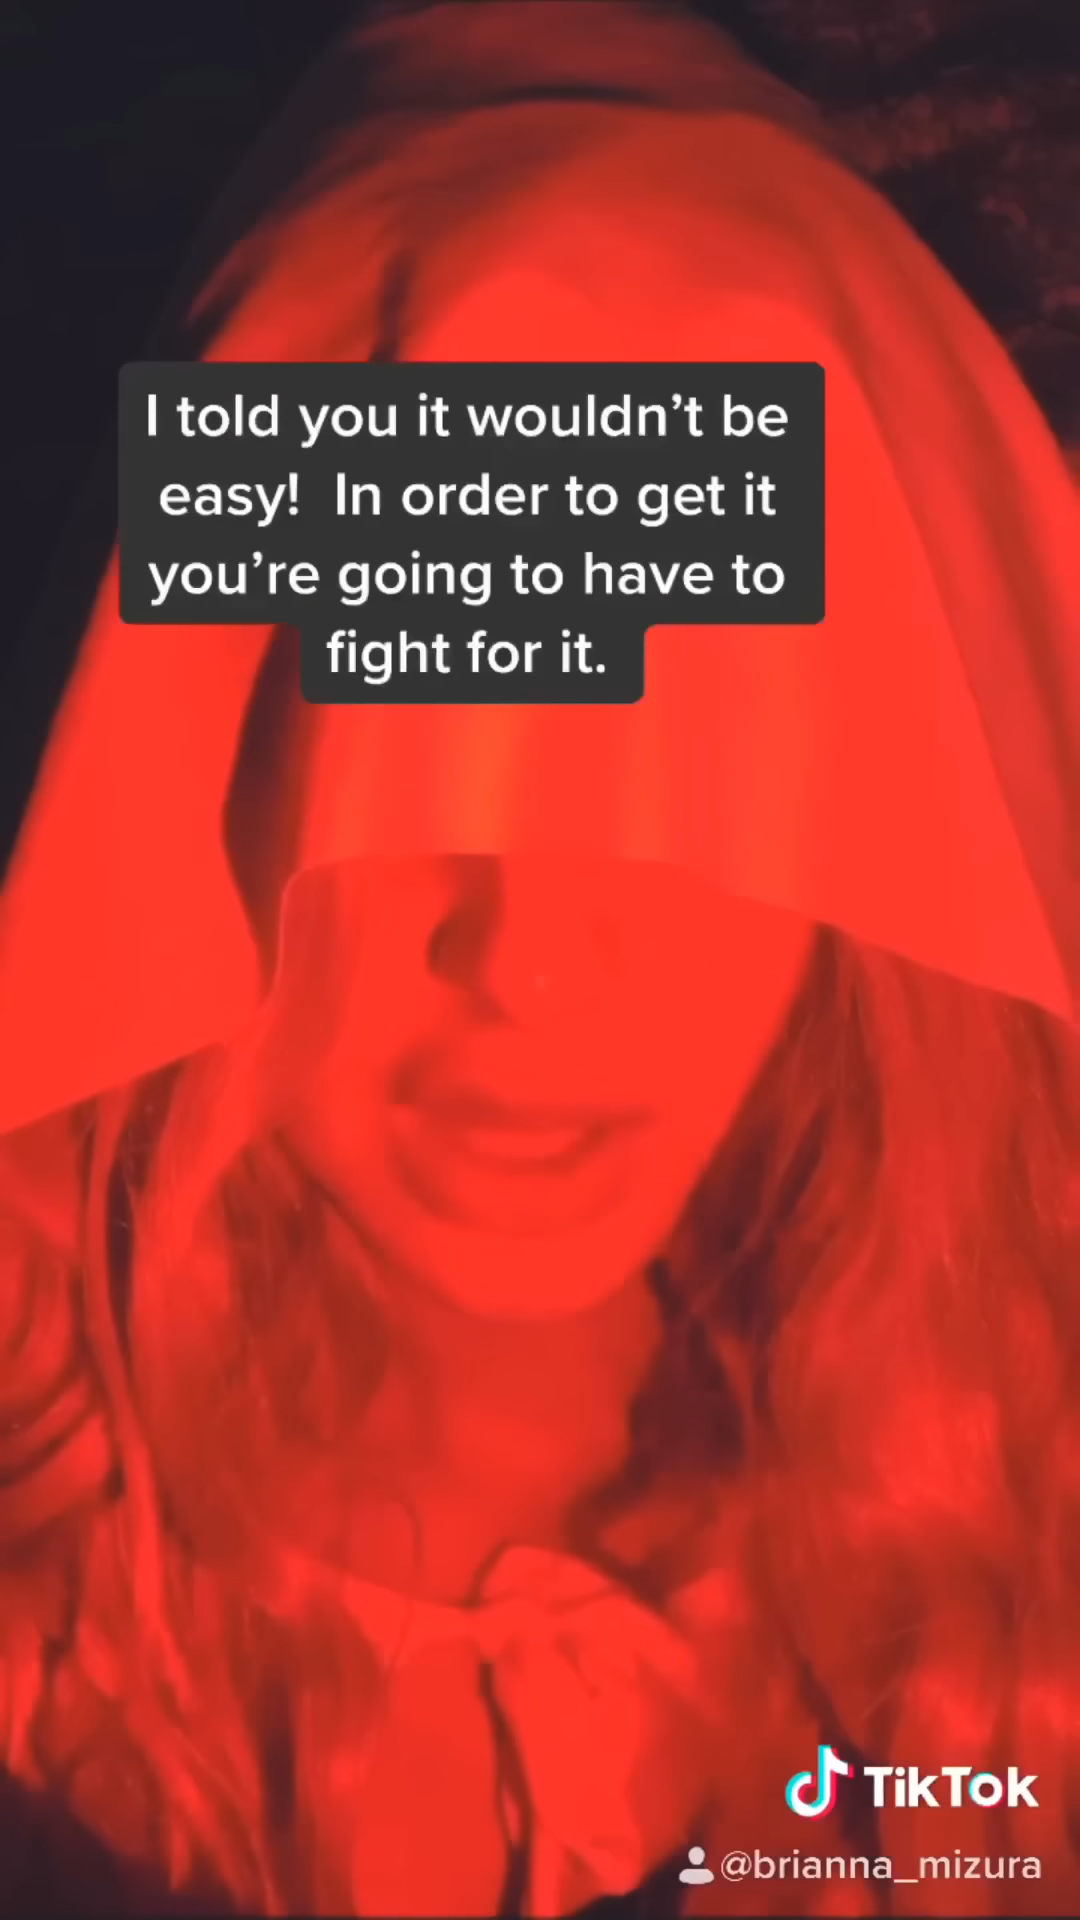 I told you it wouldn’t be
easy!  In order to get it
you’re going to have to
fight for it.
TikTok
@brianna_mizura